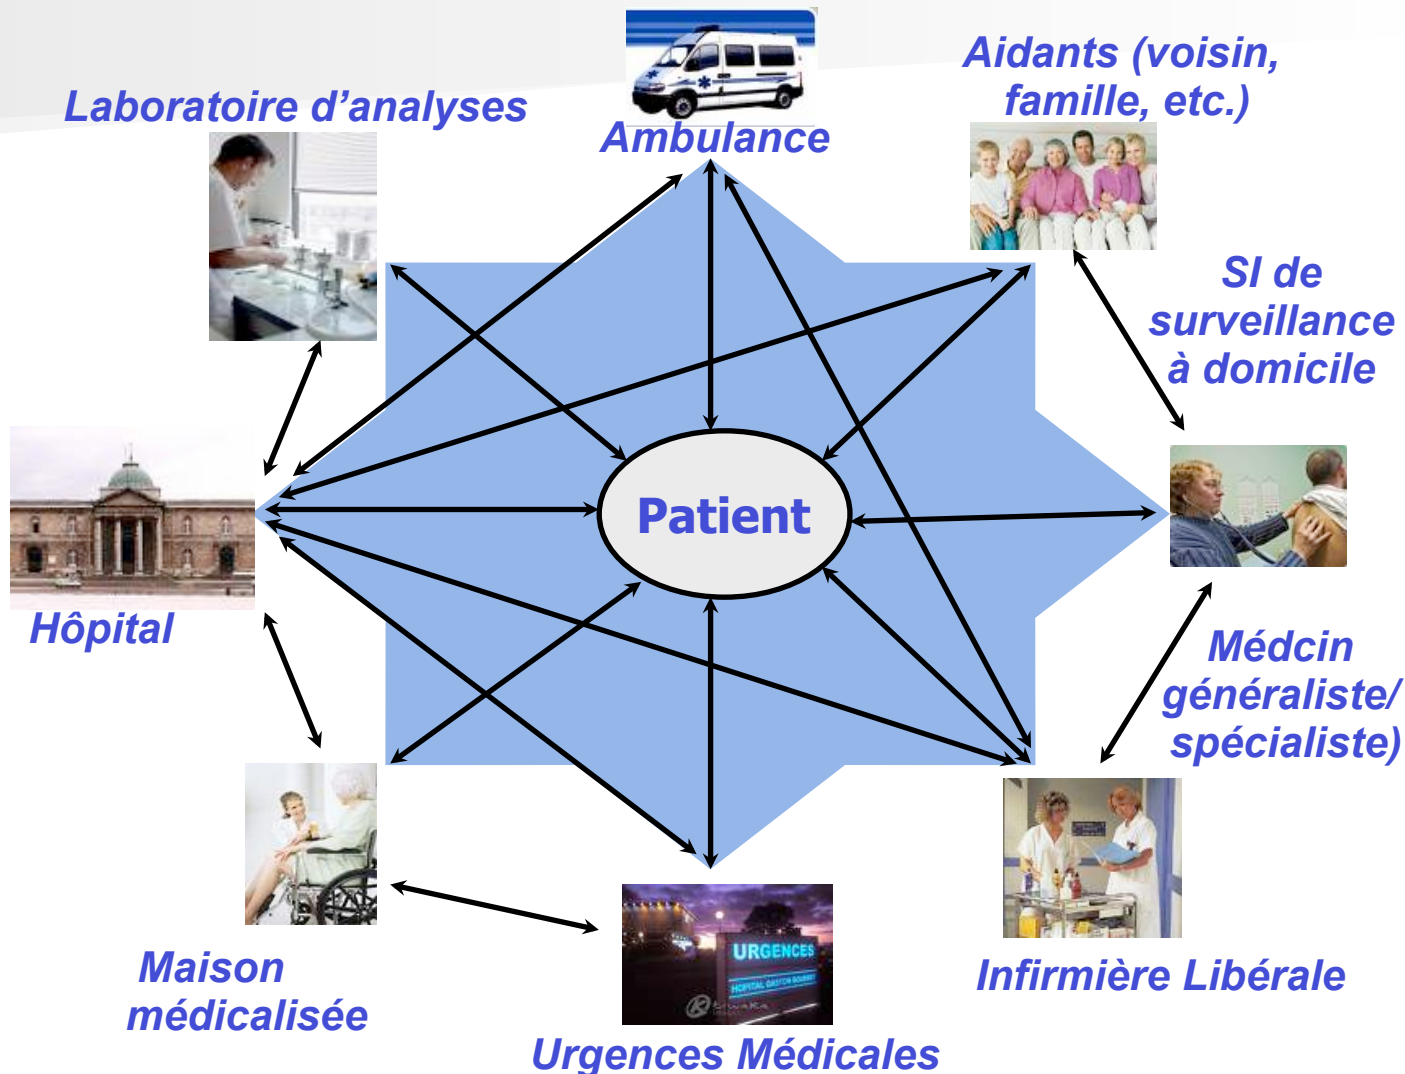 Laboratoire d’analyses
Ambulance
Aidants (voisin,
famille, etc.)
SI de
surveillance
à domicile
Patient
Hôpital
Médcin
généraliste/
spécialiste)
Maison
médicalisée
URGENCES
Infirmière Libérale
Urgences Médicales